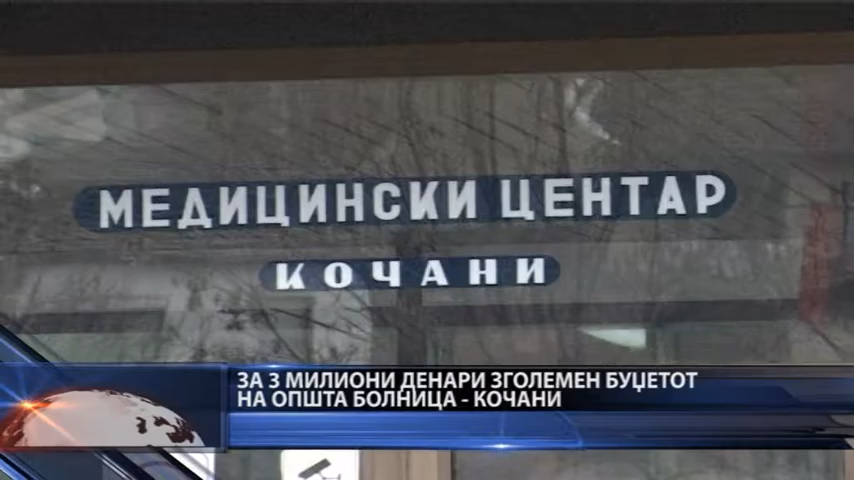 МЕДИЦИНСКИ ЦЕНТАР
КОЧАНИ
ЗА 3 МИЛИОНИ ДЕНАРИ ЗГОЛЕМЕН БУЏЕТОТ
НА ОПШТА БОЛНИЦА - КОЧАНИ